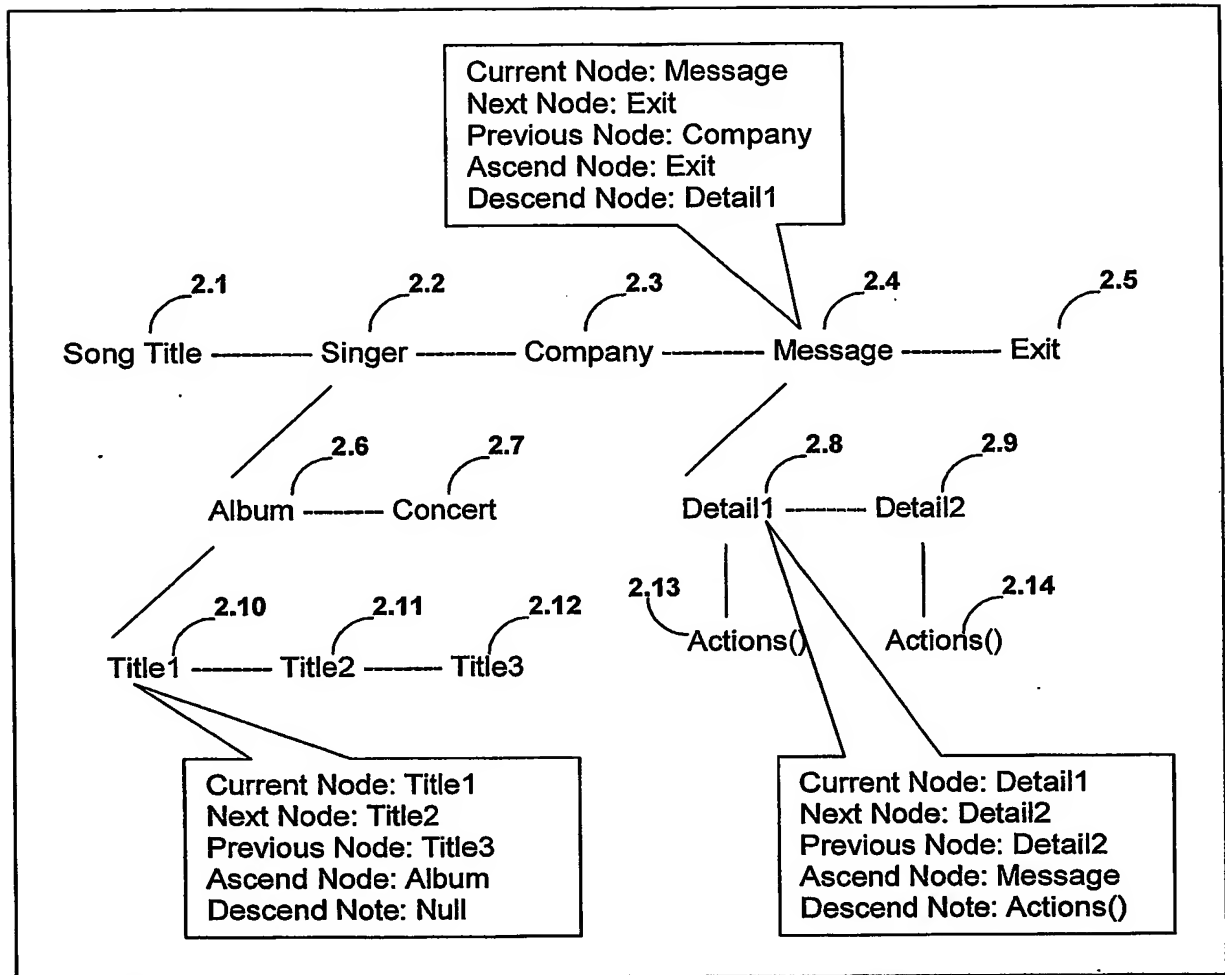 Current Node: Message
Next Node: Exit
Previous Node: Company
Ascend Node: Exit
Descend Node: Detail1
2.1 2.2 2.3 2.4 2.5
Song Title Singer Company Message Exit
2.6 2.7 2.8 2.9
Album Concert Detail1 Detail2
2.10 2.11 2.12 2.13 2.14
Title1 Title2 Title3 Actions() Actions()
Current Node: Title1
Next Node: Title2
Previous Node: Title3
Ascend Node: Album
Descend Note: Null
Current Node: Detail1
Next Node: Detail2
Previous Node: Detail2
Ascend Node: Message
Descend Note: Actions()